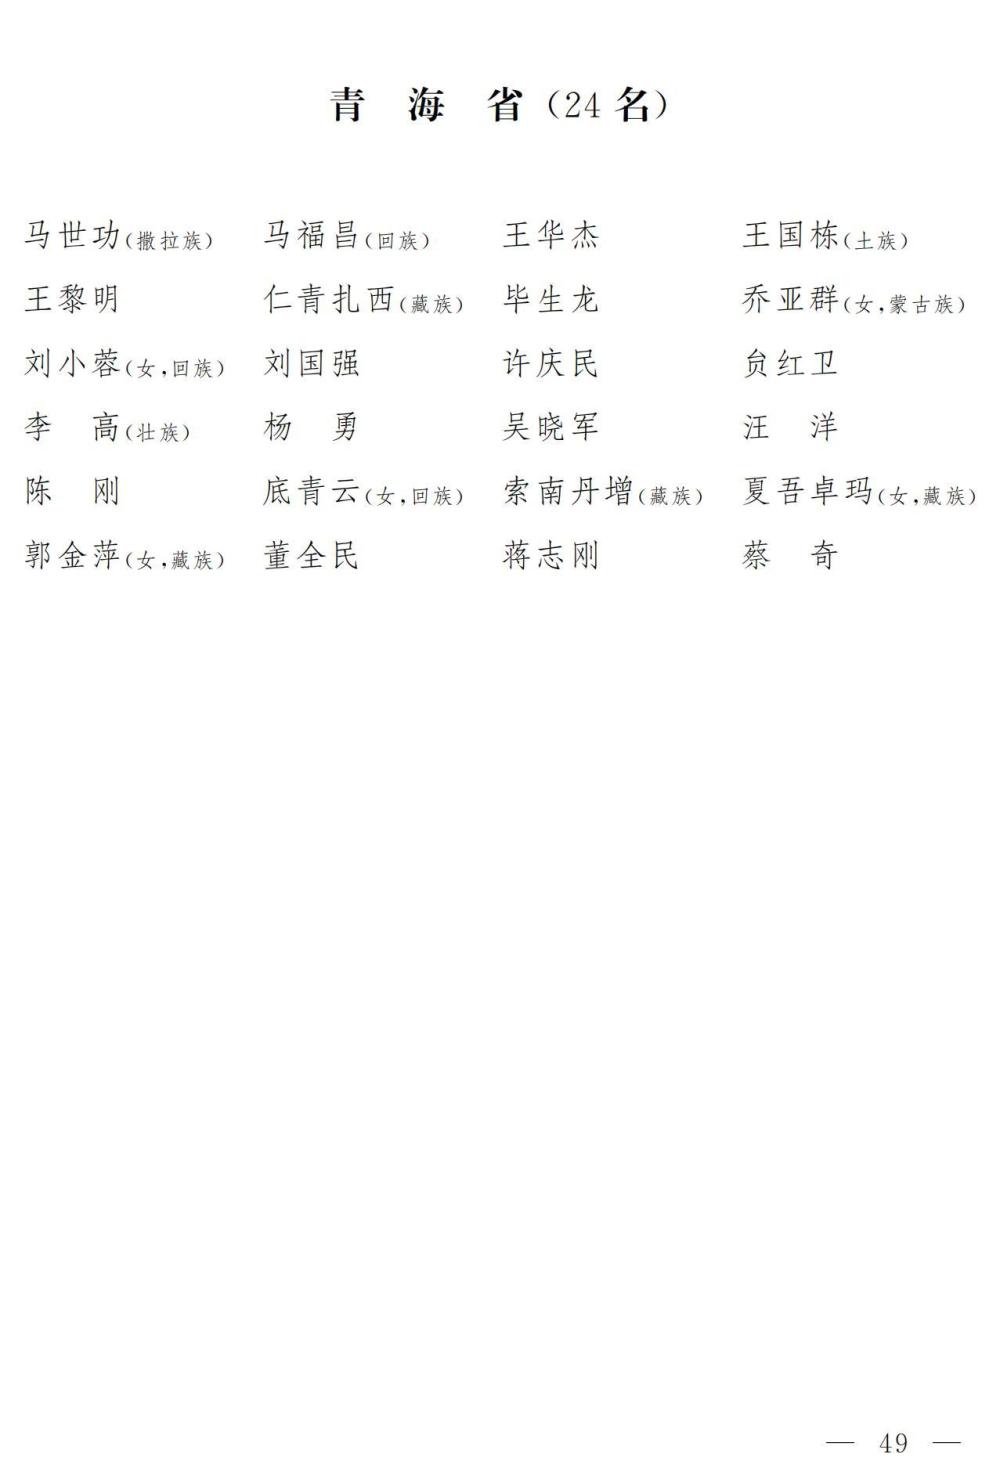 青 海 省(24 名)
马世功(撒拉族) 马福昌(回族) 王华杰 王国栋(土族)
王黎明 仁青扎西(藏族) 毕生龙 乔亚群(女,蒙古族)
刘小蓉(女,回族) 刘国强 许庆民 贠红卫
李 高(壮族) 杨 勇 吴晓军 汪 洋
陈 刚 底青云(女,回族) 索南丹增(藏族) 夏吾卓玛(女,藏族)
郭金萍(女,藏族) 董全民 蒋志刚 蔡 奇
— 49 —